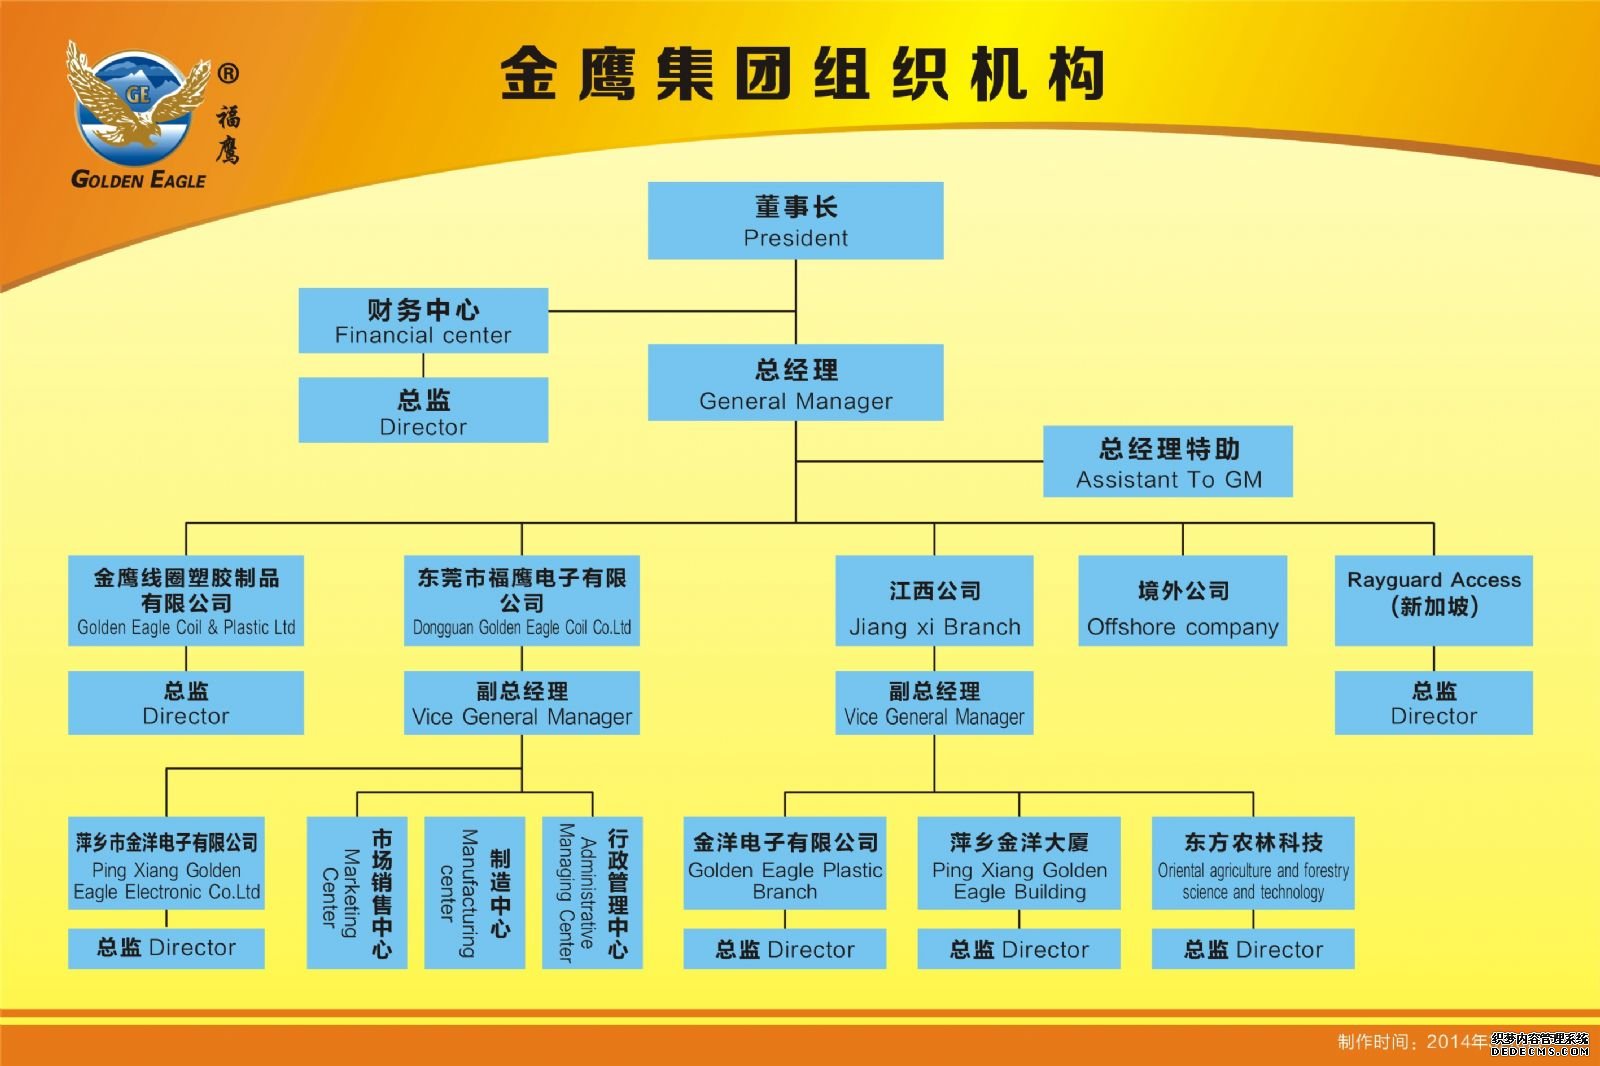 金鹰集团组织机构
GE
®
福鹰
GOLDEN EAGLE
董事长
President
财务中心
Financial center
总监
Director
总经理
General Manager
总经理特助
Assistant To GM
金鹰线圈塑胶制品
有限公司
Golden Eagle Coil & Plastic Ltd
总监
Director
东莞市福鹰电子有限
公司
Dongguan Golden Eagle Coil Co.Ltd
副总经理
Vice General Manager
江西公司
Jiang xi Branch
副总经理
Vice General Manager
境外公司
Offshore company
Rayguard Access
(新加坡)
总监
Director
萍乡市金洋电子有限公司
Ping Xiang Golden
Eagle Electronic Co.Ltd
总监 Director
市场销售中心
Marketing
Center
制造中心
Manufacturing
center
行政管理中心
Administrative
Managing Center
金洋电子有限公司
Golden Eagle Plastic
Branch
总监 Director
萍乡金洋大厦
Ping Xiang Golden
Eagle Building
总监 Director
东方农林科技
Oriental agriculture and forestry
science and technology
总监 Director
制作时间：2014年
织梦内容管理系统
DEDECMS.COM